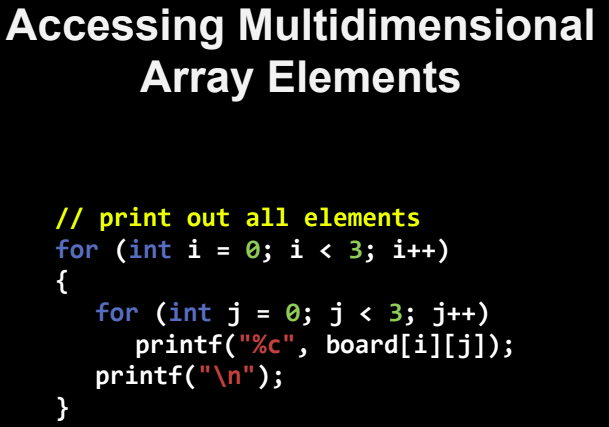 Accessing Multidimensional
Array Elements
// print out all elements
for (int i = 0; i < 3; i++)
{
for (int j = 0; j < 3; j++)
printf("%c", board[i][j]);
printf("\n");
}